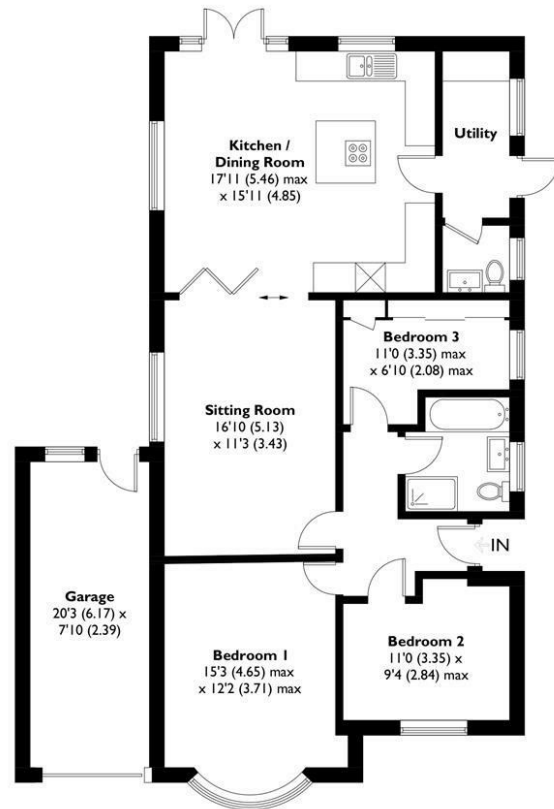 Kitchen /
Dining Room
17'11 (5.46) max
x 15'11 (4.85)
Utility
Bedroom 3
11'0 (3.35) max
x 6'10 (2.08) max
Sitting Room
16'10 (5.13)
x 11'3 (3.43)
IN
Garage
20'3 (6.17) x
7'10 (2.39)
Bedroom 1
15'3 (4.65) max
x 12'2 (3.71) max
Bedroom 2
11'0 (3.35) x
9'4 (2.84) max